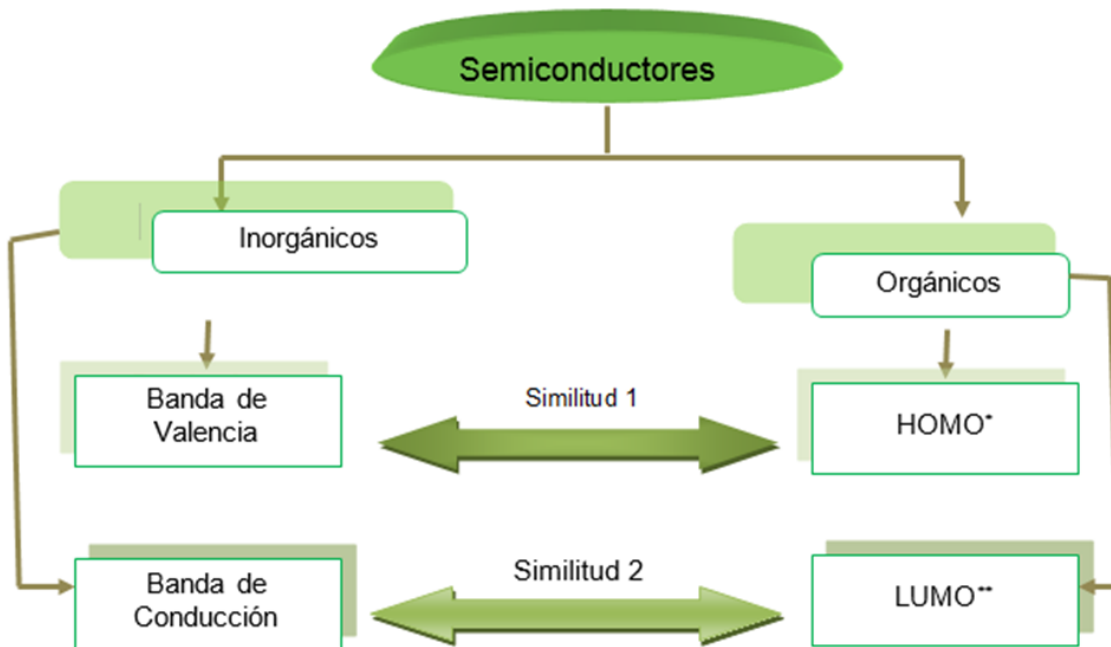 Semiconductores
Inorgánicos
Orgánicos
Banda de
Valencia
Similitud 1
HOMO*
Banda de
Conducción
Similitud 2
LUMO**